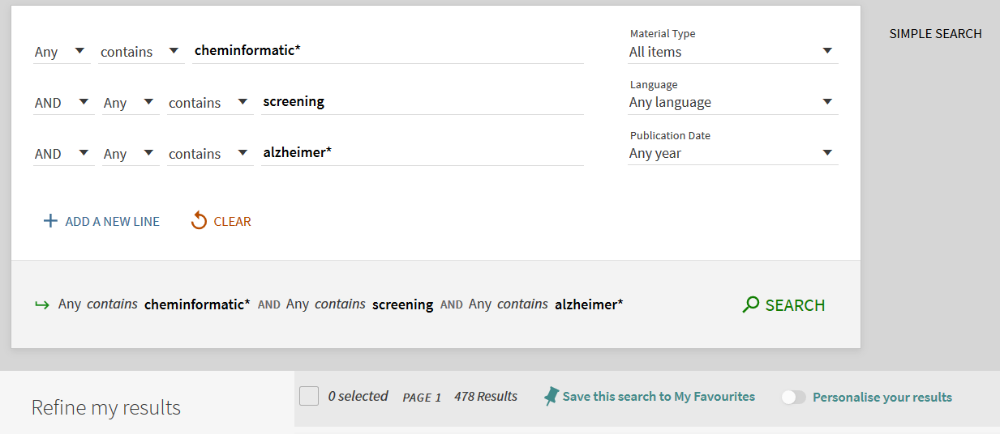 Any contains cheminformatic*
Material Type
All items
SIMPLE SEARCH
AND Any contains screening
Language
Any language
AND Any contains alzheimer*
Publication Date
Any year
ADD A NEW LINE CLEAR
Any contains cheminformatic* AND Any contains screening AND Any contains alzheimer* SEARCH
Refine my results
0 selected PAGE 1 478 Results Save this search to My Favourites Personalise your results